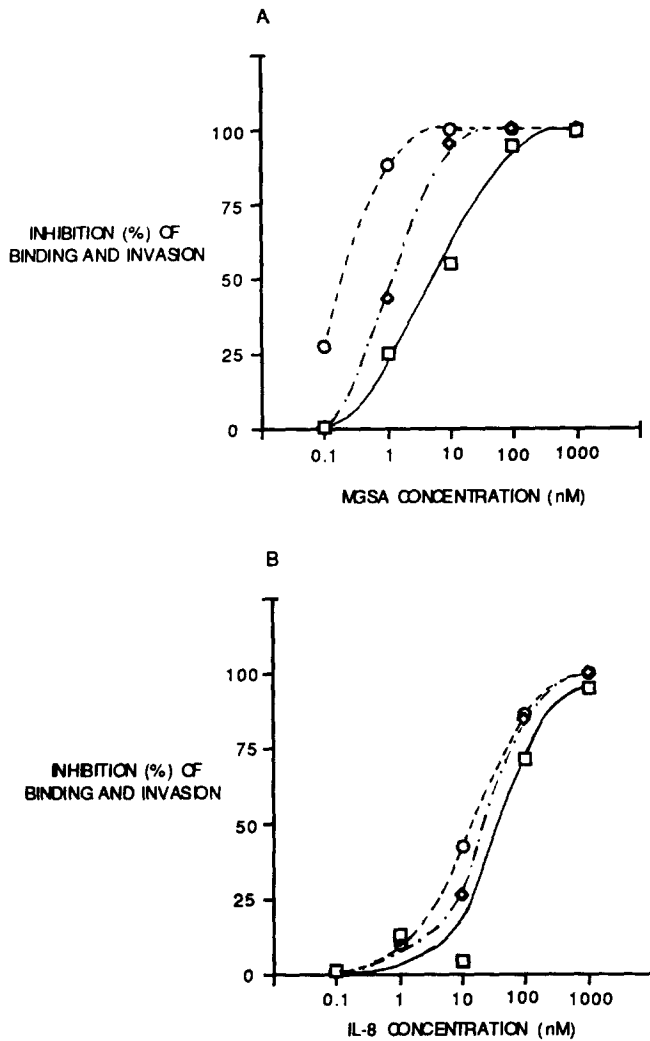 A
100
75
INHIBITION (%) OF
BINDING AND INVASION
50
25
0
0.1 1 10 100 1000
MGSA CONCENTRATION (nM)
B
100
75
INHIBITION (%) OF
BINDING AND INVASION
50
25
0
0.1 1 10 100 1000
IL-8 CONCENTRATION (nM)